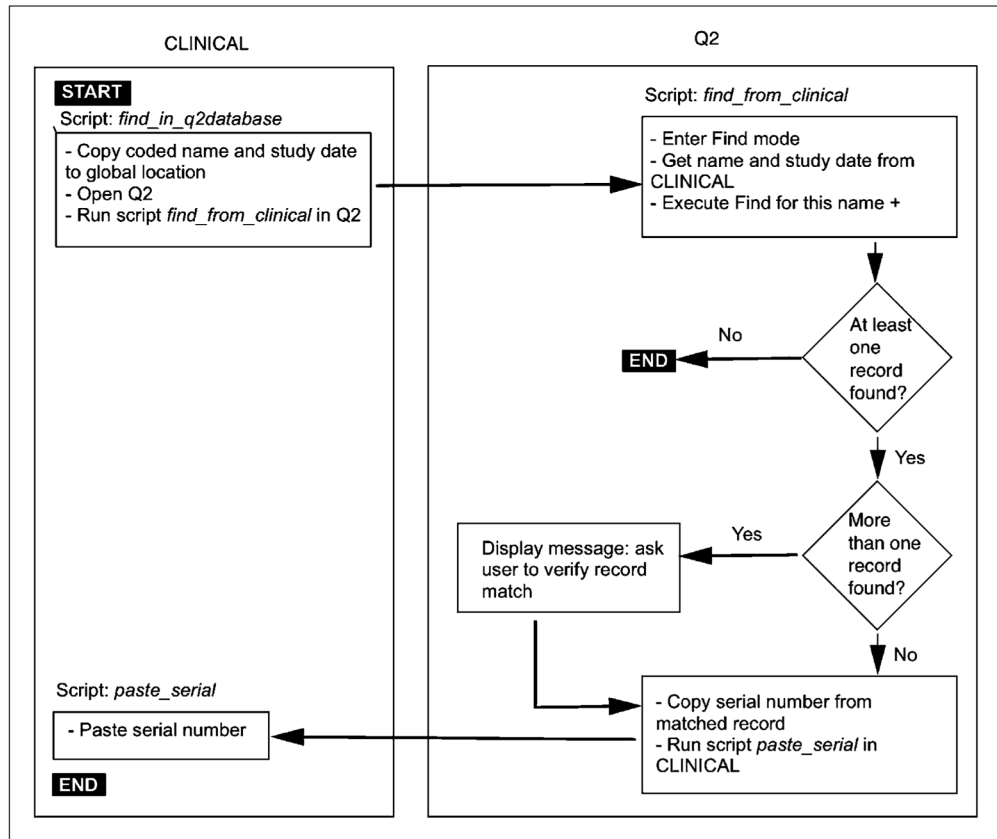 CLINICAL
START
Script: find_in_q2database
- Copy coded name and study date
to global location
- Open Q2
- Run script find_from_clinical in Q2
Q2
Script: find_from_clinical
- Enter Find mode
- Get name and study date from
CLINICAL
- Execute Find for this name +
At least
one
record
found?
No
END
Yes
More
than one
record
found?
Yes
Display message: ask
user to verify record
match
No
- Copy serial number from
matched record
- Run script paste_serial in
CLINICAL
Script: paste_serial
- Paste serial number
END